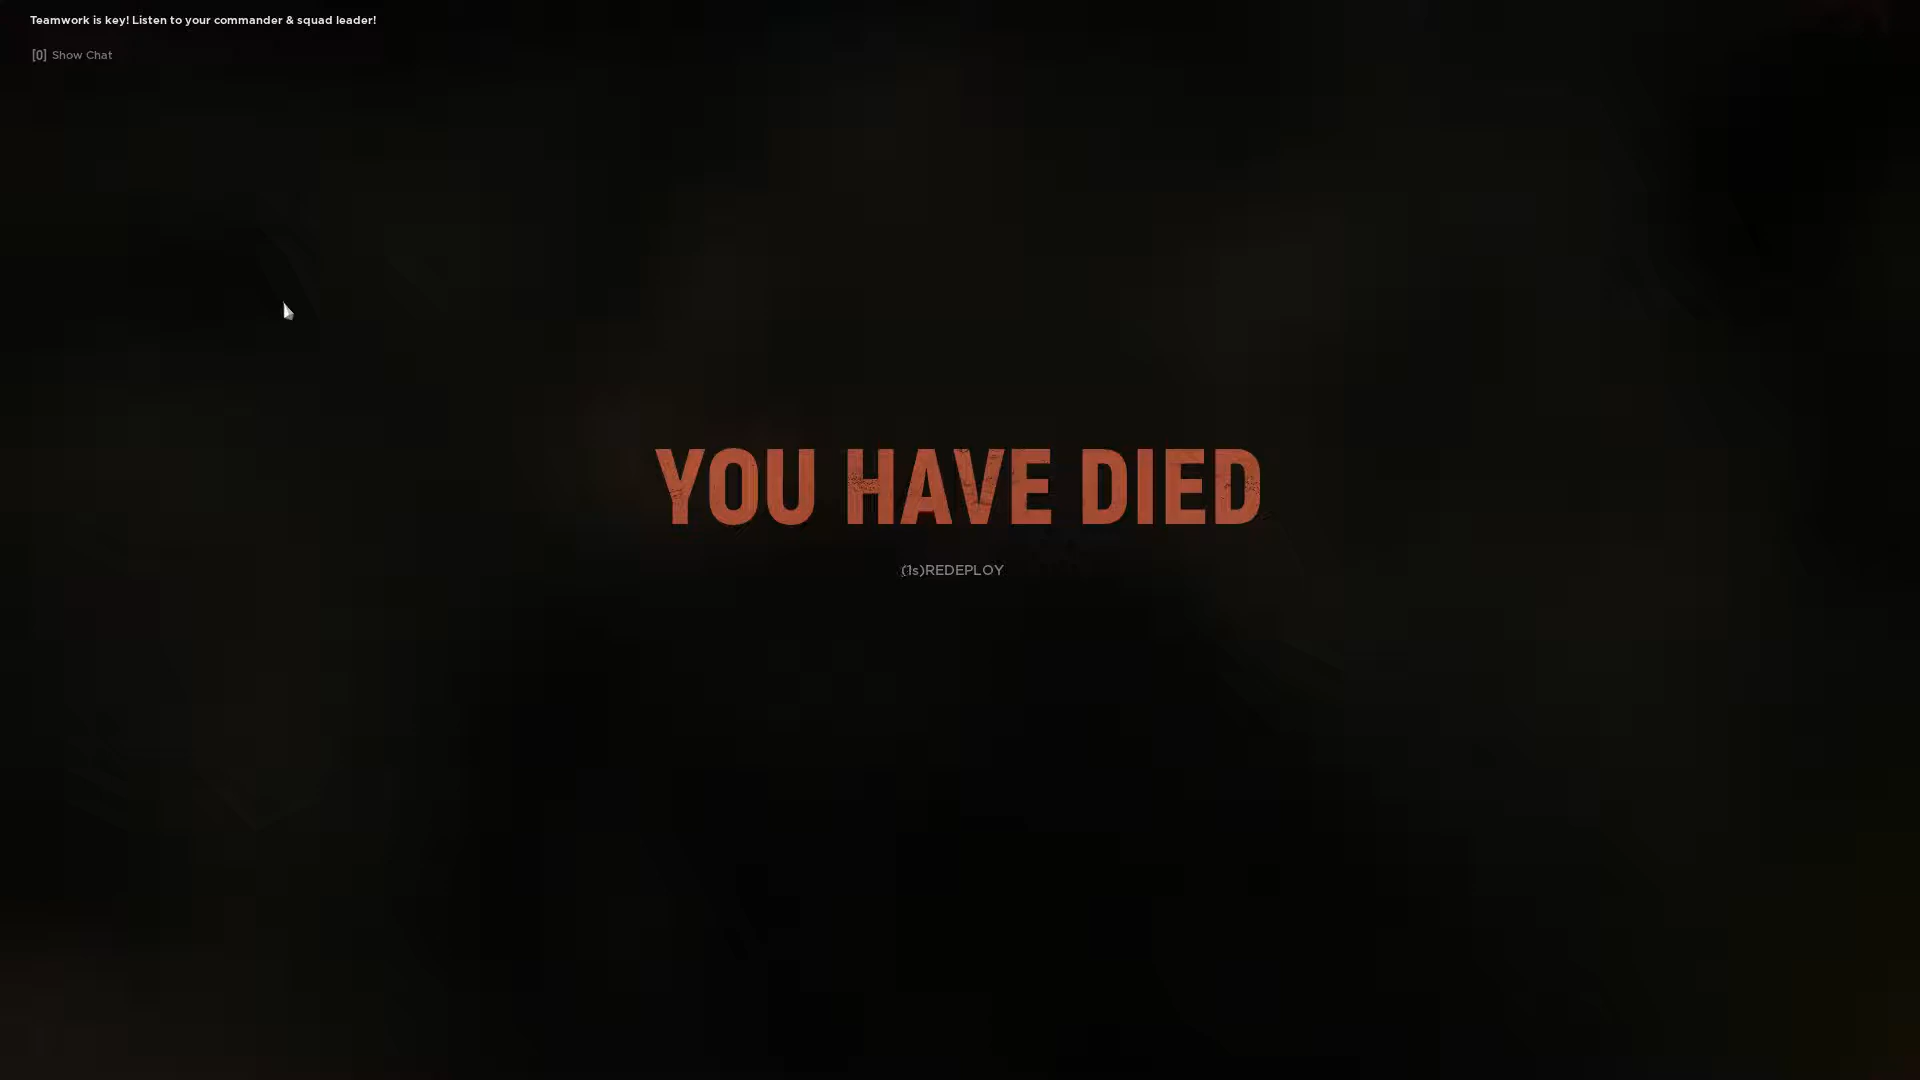 Teamwork is key! Listen to your commander & squad leader!
[0] Show Chat
YOU HAVE DIED
(1s)REDEPLOY